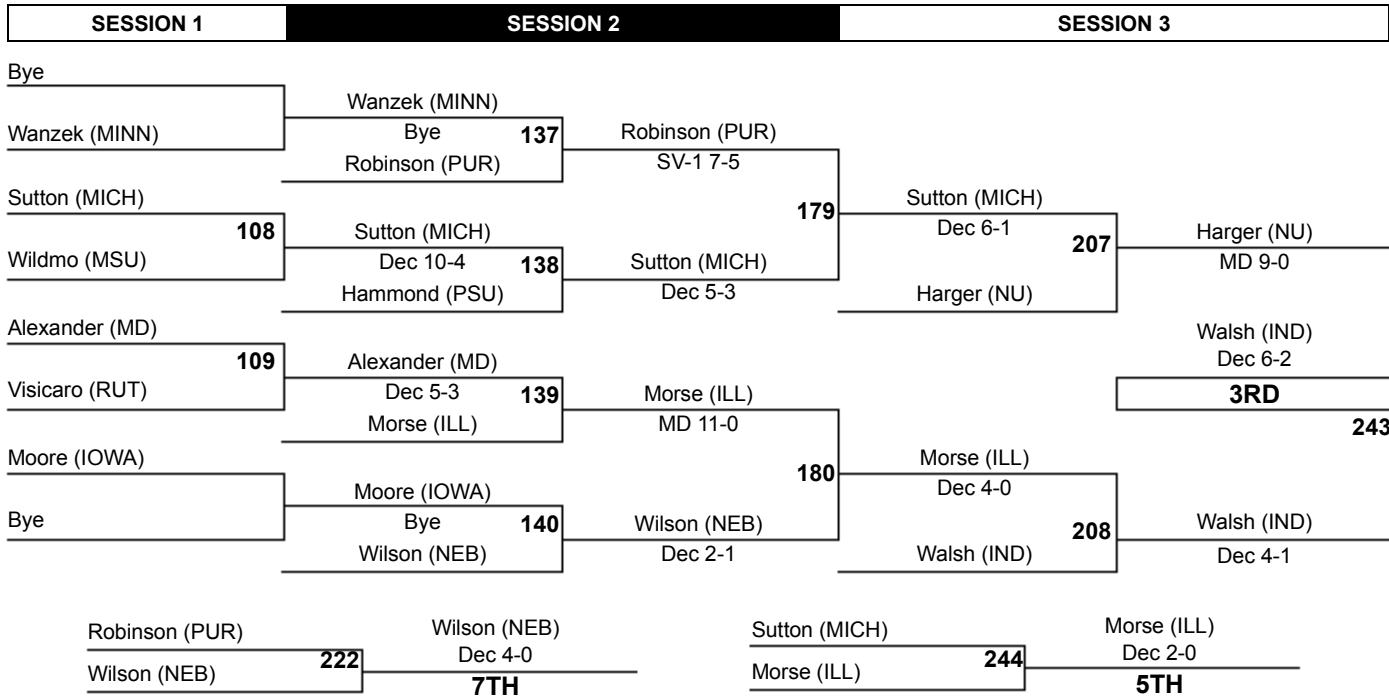 SESSION 1
SESSION 2
SESSION 3
Bye
Wanzek (MINN)
Sutton (MICH)
108
Wildmo (MSU)
Alexander (MD)
109
Visicaro (RUT)
Moore (IOWA)
Bye
Wanzek (MINN)
Bye
137
Robinson (PUR)
Sutton (MICH)
Dec 10-4
138
Hammond (PSU)
Alexander (MD)
Dec 5-3
139
Morse (ILL)
Moore (IOWA)
Bye
140
Wilson (NEB)
Robinson (PUR)
SV-1 7-5
179
Sutton (MICH)
Dec 5-3
Morse (ILL)
MD 11-0
180
Wilson (NEB)
Dec 2-1
Sutton (MICH)
Dec 6-1
207
Harger (NU)
Morse (ILL)
Dec 4-0
208
Walsh (IND)
Harger (NU)
MD 9-0
Walsh (IND)
Dec 6-2
3RD
243
Walsh (IND)
Dec 4-1
Robinson (PUR)
222
Wilson (NEB)
Wilson (NEB)
Dec 4-0
7TH
Sutton (MICH)
244
Morse (ILL)
Morse (ILL)
Dec 2-0
5TH